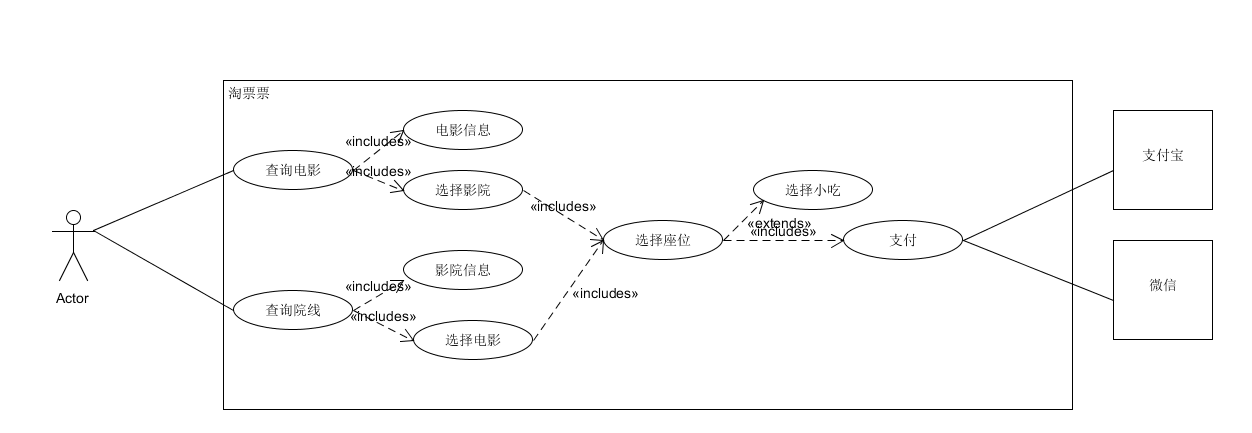 淘票票
电影信息
«includes»
查询电影
«includes»
选择影院
«includes»
支付宝
选择小吃
«extends»
«includes»
选择座位
支付
影院信息
«includes»
查询院线
«includes»
选择电影
«includes»
微信
Actor